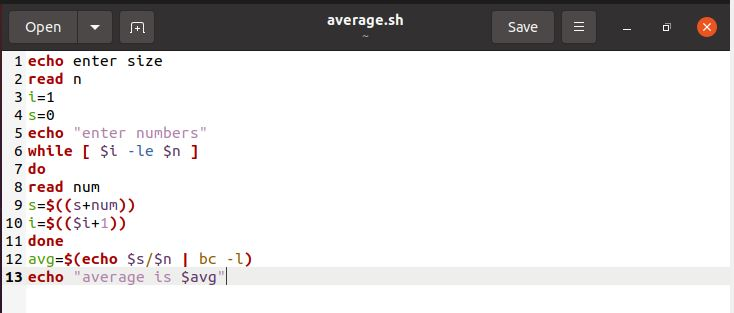 Open average.sh Save
~
1 echo enter size
2 read n
3 i=1
4 s=0
5 echo "enter numbers"
6 while [ $i -le $n ]
7 do
8 read num
9 s=$((s+num))
10 i=$(($i+1))
11 done
12 avg=$(echo $s/$n | bc -l)
13 echo "average is $avg"